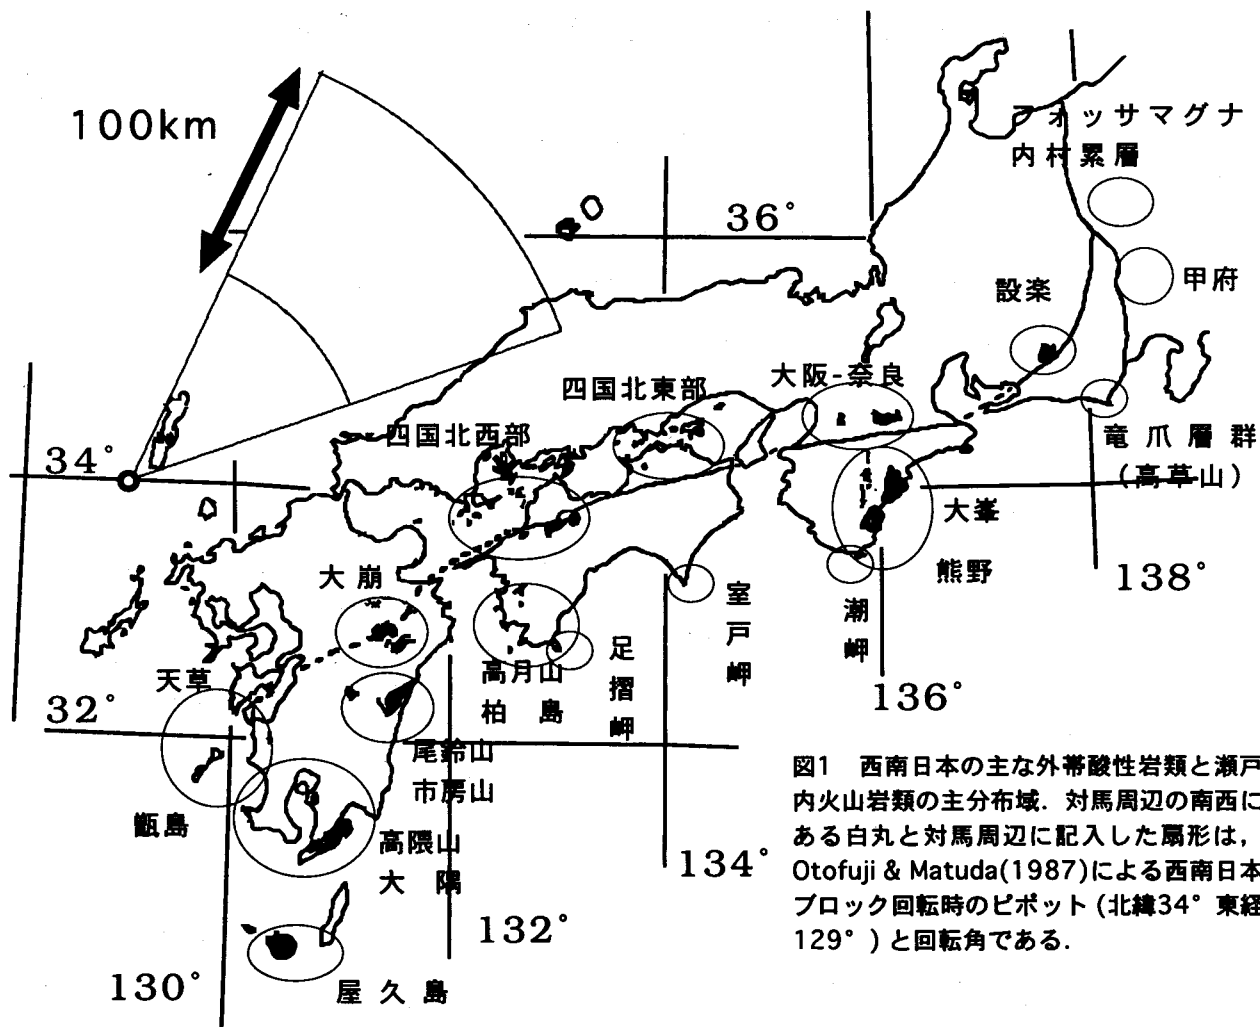 100km
フォッサマグナ
内村累層
36°
甲府
設楽
大阪-奈良
四国北東部
四国北西部
34°
竜爪層群
(高草山)
大峯
熊野
138°
大崩
室戸岬
潮岬
足摺岬
高月山
柏島
天草
136°
32°
尾鈴山
市房山
甑島
高隈山
大隅
134°
132°
130°
屋久島
図1 西南日本の主な外帯酸性岩類と瀬戸
内火山岩類の主分布域. 対馬周辺の南西に
ある白丸と対馬周辺に記入した扇形は,
Otofuji & Matuda(1987)による西南日本
ブロック回転時のピボット (北緯34° 東経
129° ) と回転角である.